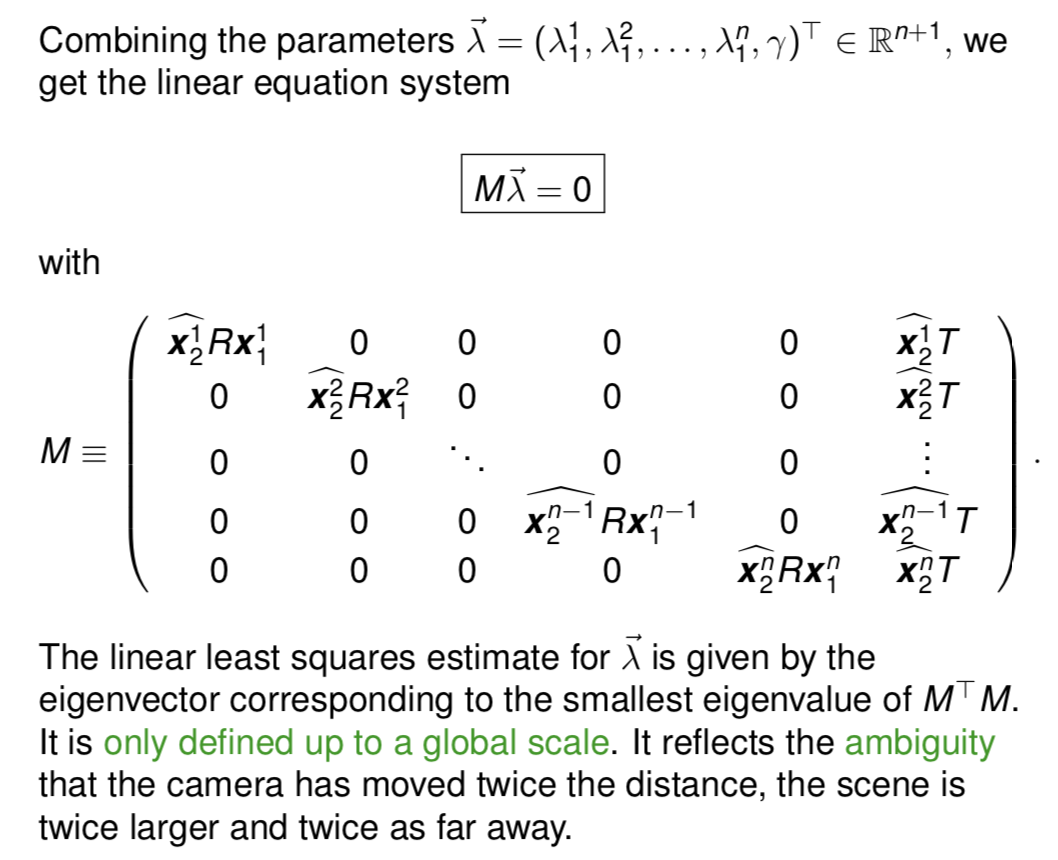 Combining the parameters $\vec{\lambda} = (\lambda_1^1, \lambda_1^2, \ldots, \lambda_1^n, \gamma)^\top \in \mathbb{R}^{n+1}$, we
get the linear equation system
$M\vec{\lambda} = 0$
with
$M \equiv \begin{pmatrix} \widehat{\boldsymbol{x}_2^1} R \boldsymbol{x}_1^1 & 0 & 0 & 0 & 0 & \widehat{\boldsymbol{x}_2^1} T \\ 0 & \widehat{\boldsymbol{x}_2^2} R \boldsymbol{x}_1^2 & 0 & 0 & 0 & \widehat{\boldsymbol{x}_2^2} T \\ 0 & 0 & \ddots & 0 & 0 & \vdots \\ 0 & 0 & 0 & \widehat{\boldsymbol{x}_2^{n-1}} R \boldsymbol{x}_1^{n-1} & 0 & \widehat{\boldsymbol{x}_2^{n-1}} T \\ 0 & 0 & 0 & 0 & \widehat{\boldsymbol{x}_2^n} R \boldsymbol{x}_1^n & \widehat{\boldsymbol{x}_2^n} T \end{pmatrix}.$
The linear least squares estimate for $\vec{\lambda}$ is given by the
eigenvector corresponding to the smallest eigenvalue of $M^\top M$.
It is only defined up to a global scale. It reflects the ambiguity
that the camera has moved twice the distance, the scene is
twice larger and twice as far away.